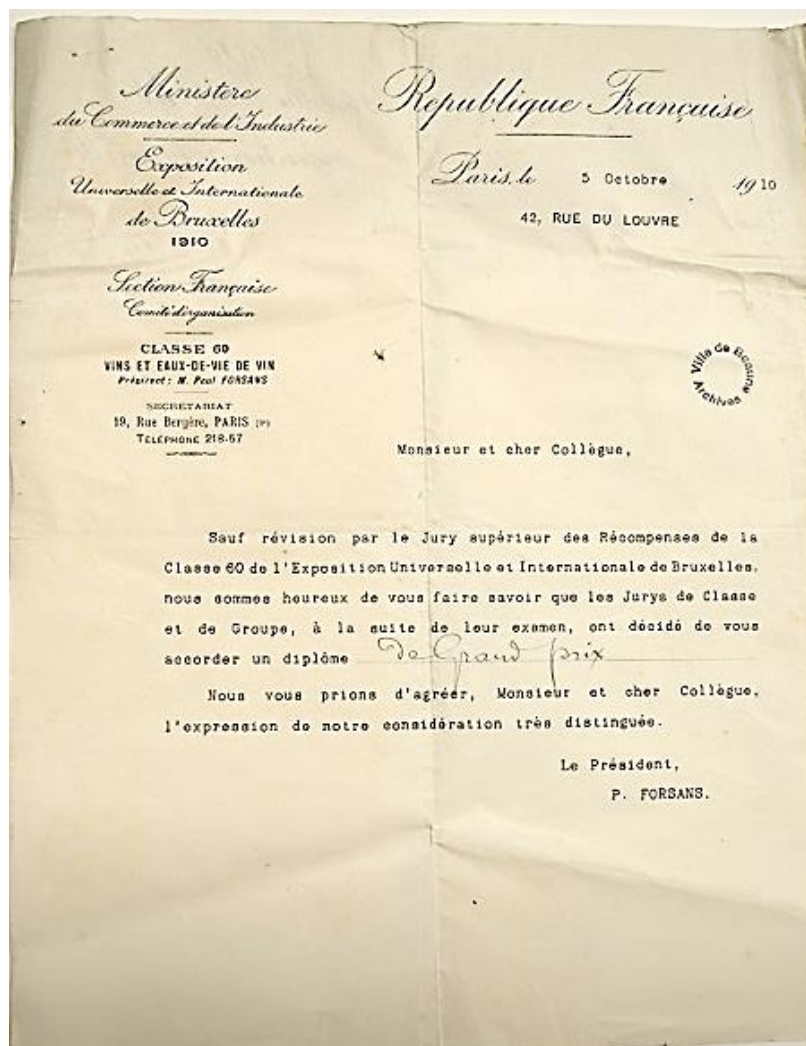 Ministère
du Commerce et de l'Industrie
Exposition
Universelle et Internationale
de Bruxelles
1910
Section Française
Comité d'organisation
CLASSE 60
VINS ET EAUX-DE-VIE DE VIN
Président : M. Paul FORSANS
SECRÉTARIAT
19, Rue Bergère, PARIS
TÉLÉPHONE 218-57
République Française
Paris, le 5 Octobre 1910
42, RUE DU LOUVRE
Ville de Beaune
Archives
Monsieur et cher Collègue,
Sauf révision par le Jury supérieur des Récompenses de la
Classe 60 de l'Exposition Universelle et Internationale de Bruxelles,
nous sommes heureux de vous faire savoir que les Jurys de Classe
et de Groupe, à la suite de leur examen, ont décidé de vous
accorder un diplôme De Grand prix
Nous vous prions d'agréer, Monsieur et cher Collègue,
l'expression de notre considération très distinguée.
Le Président,
P. FORSANS.